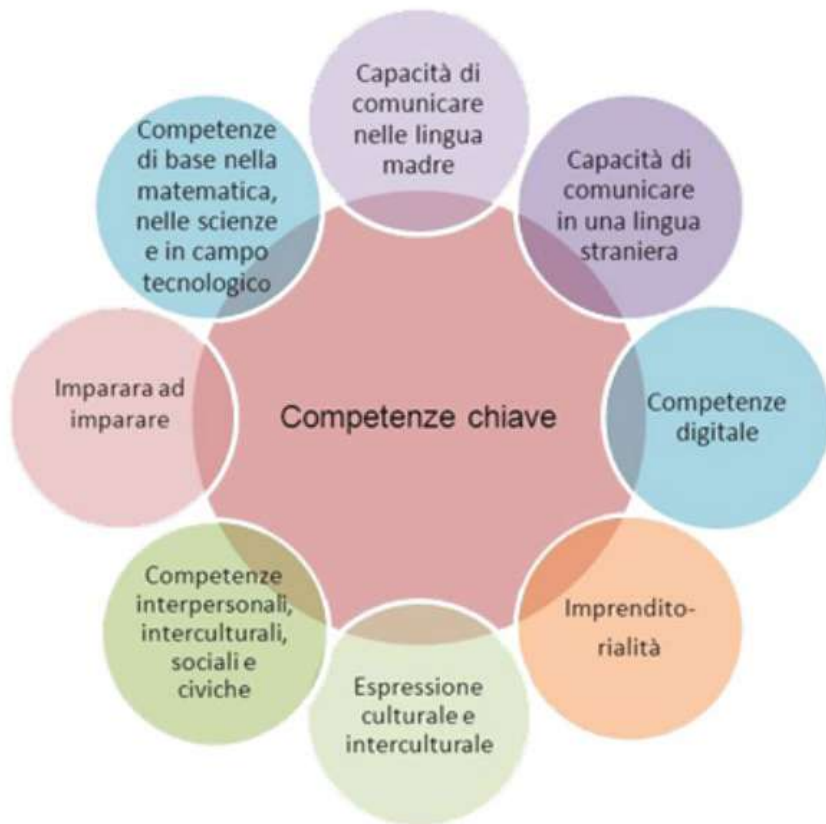 Capacità di
comunicare
nelle lingua
madre
Capacità di
comunicare
in una lingua
straniera
Competenze
digitale
Imprendito-
rialità
Espressione
culturale e
interculturale
Competenze
interpersonali,
interculturali,
sociali e
civiche
Imparara ad
imparare
Competenze
di base nella
matematica,
nelle scienze
e in campo
tecnologico
Competenze chiave